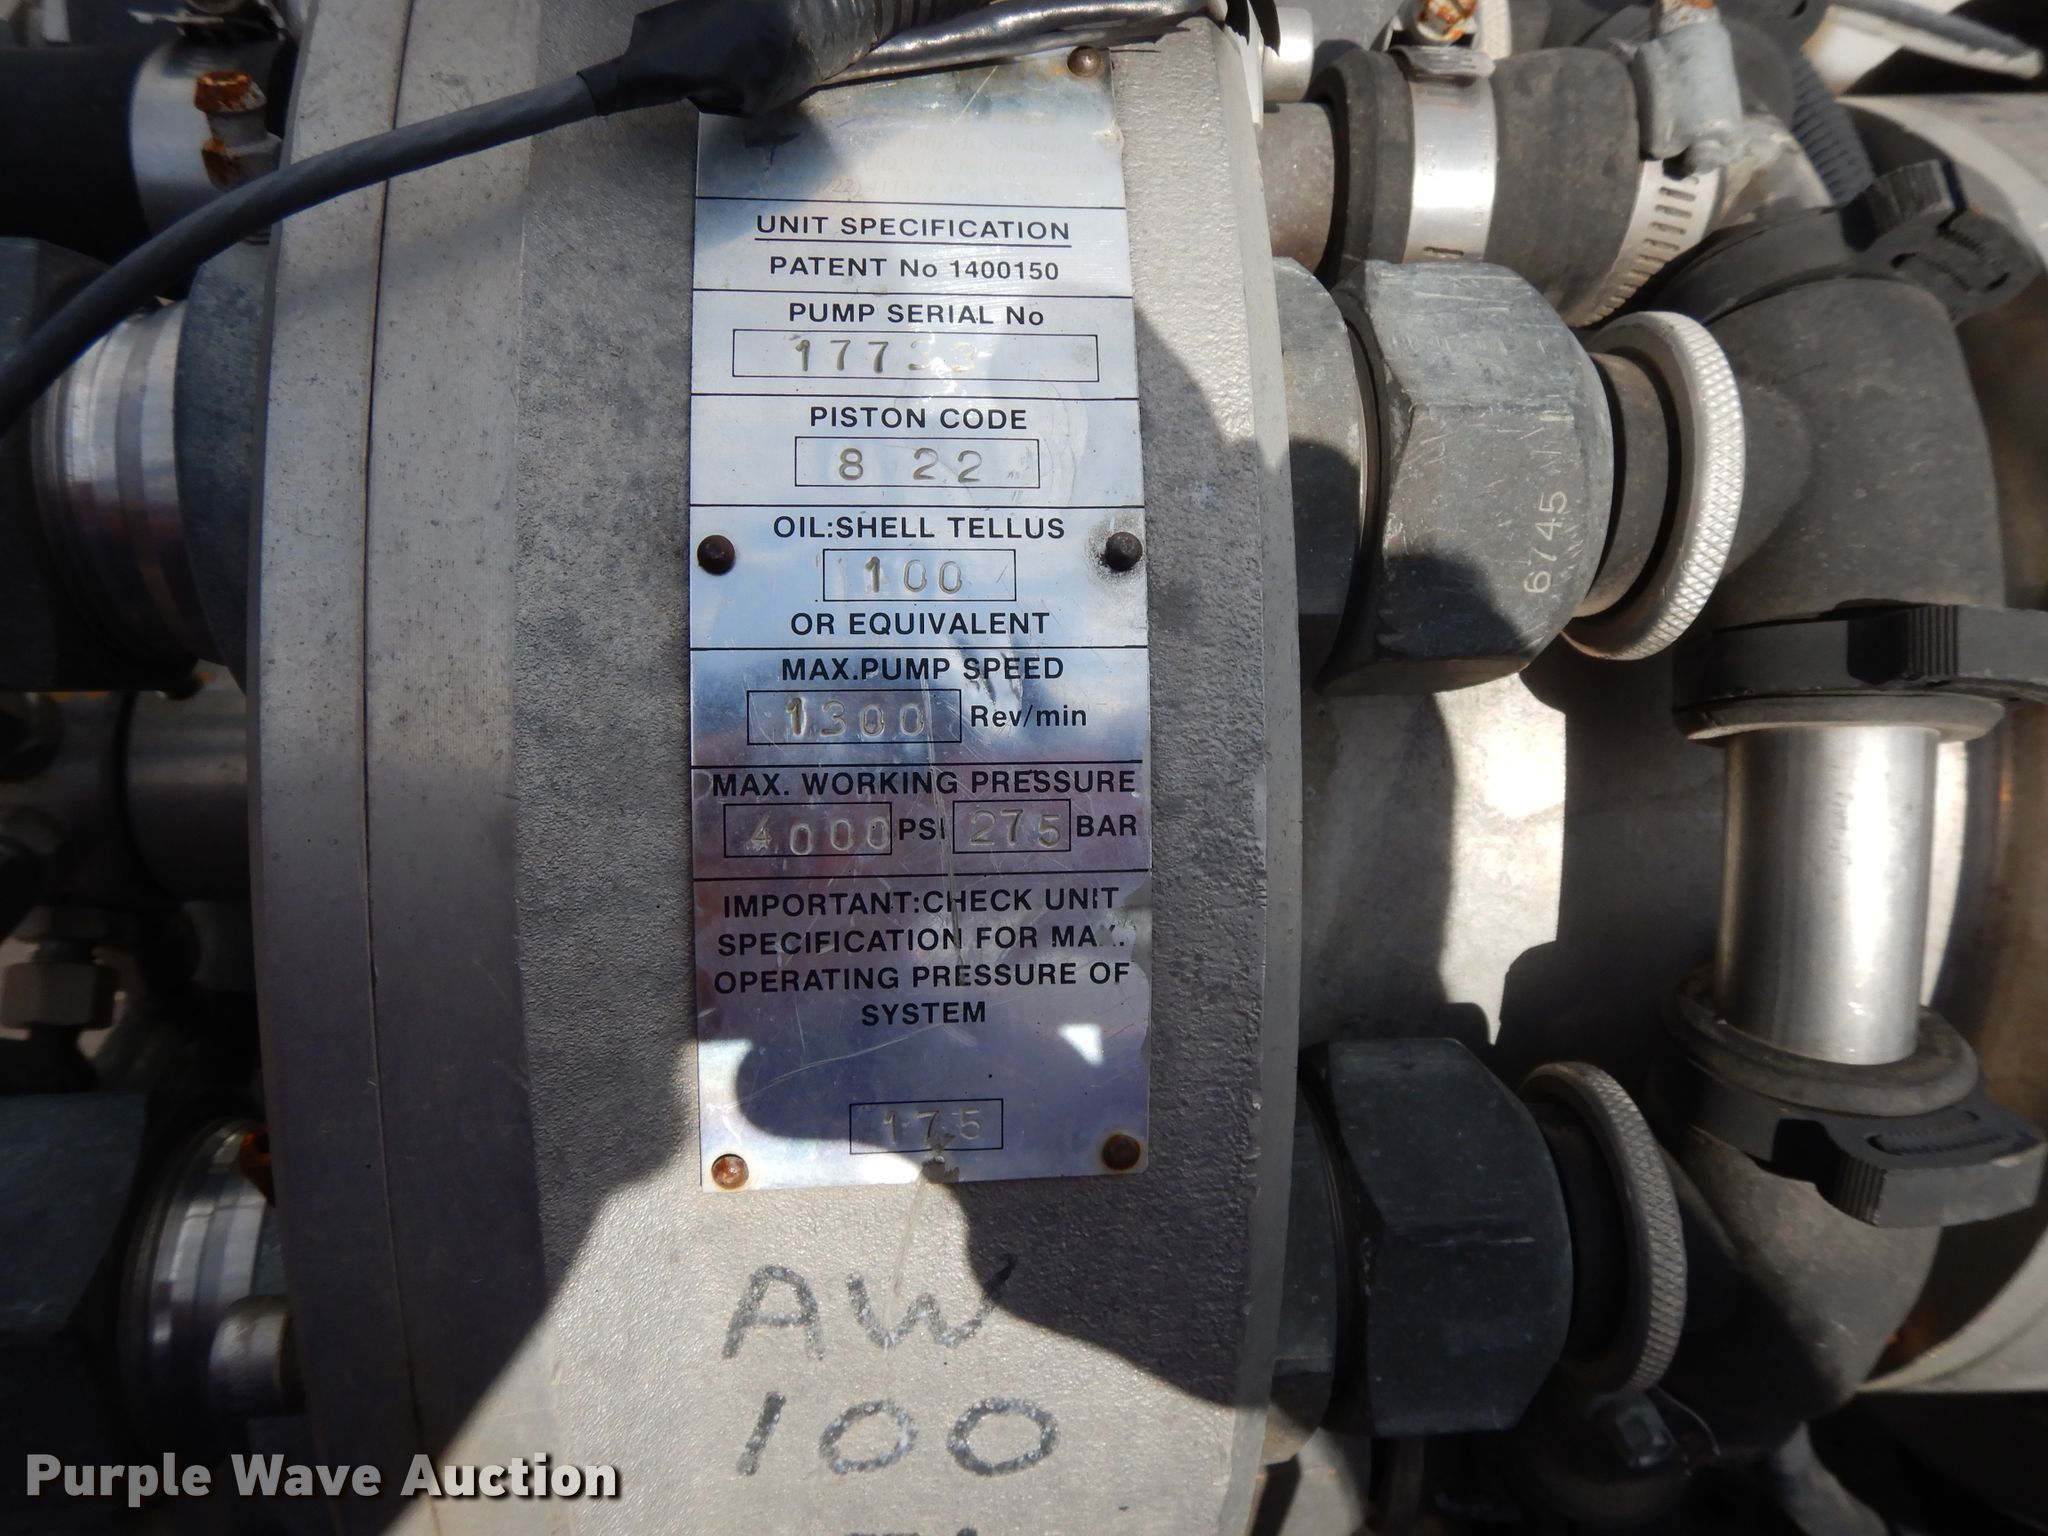 UNIT SPECIFICATION
PATENT No 1400150
PUMP SERIAL No
17733
PISTON CODE
8 22
OIL:SHELL TELLUS
100
OR EQUIVALENT
MAX.PUMP SPEED
1300 Rev/min
MAX. WORKING PRESSURE
4000 PSI 275 BAR
IMPORTANT:CHECK UNIT
SPECIFICATION FOR MAX.
OPERATING PRESSURE OF
SYSTEM
175
AW
100
6745
Purple Wave Auction